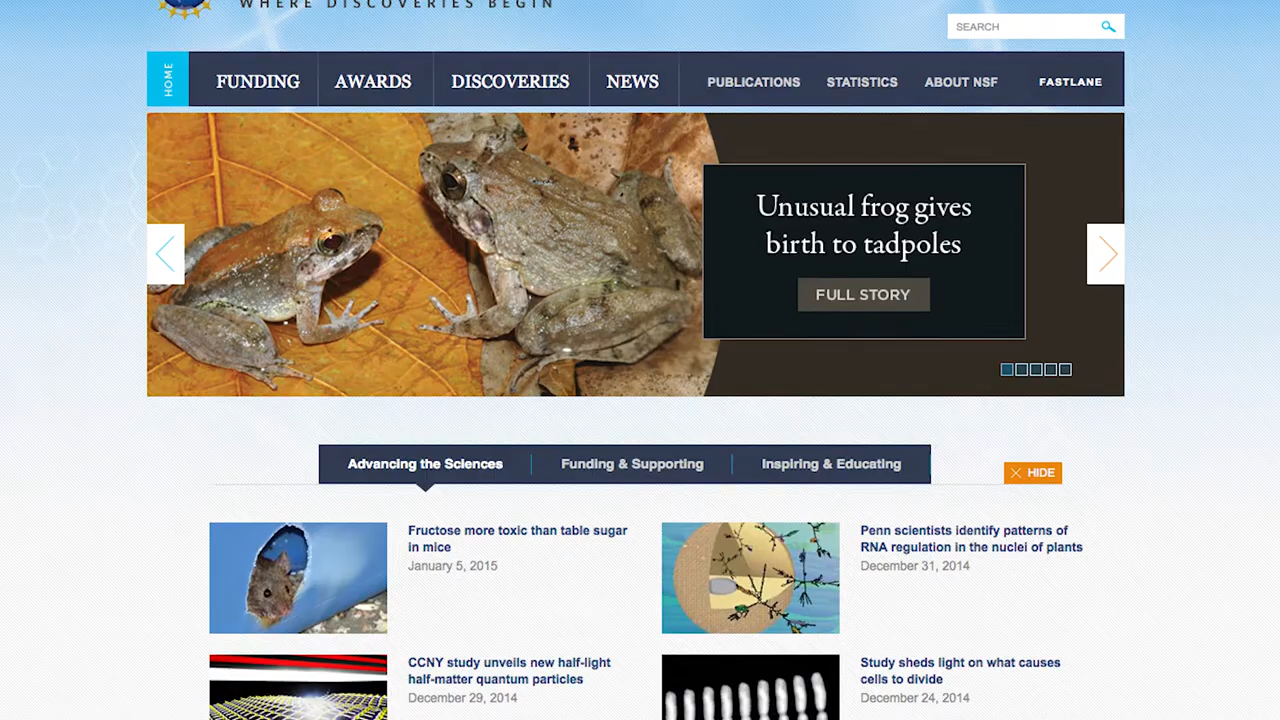 WHERE DISCOVERIES BEGIN
SEARCH
HOME
FUNDING
AWARDS
DISCOVERIES
NEWS
PUBLICATIONS
STATISTICS
ABOUT NSF
FASTLANE
Unusual frog gives
birth to tadpoles
FULL STORY
Advancing the Sciences
Funding & Supporting
Inspiring & Educating
HIDE
Fructose more toxic than table sugar
in mice
January 5, 2015
Penn scientists identify patterns of
RNA regulation in the nuclei of plants
December 31, 2014
CCNY study unveils new half-light
half-matter quantum particles
December 29, 2014
Study sheds light on what causes
cells to divide
December 24, 2014